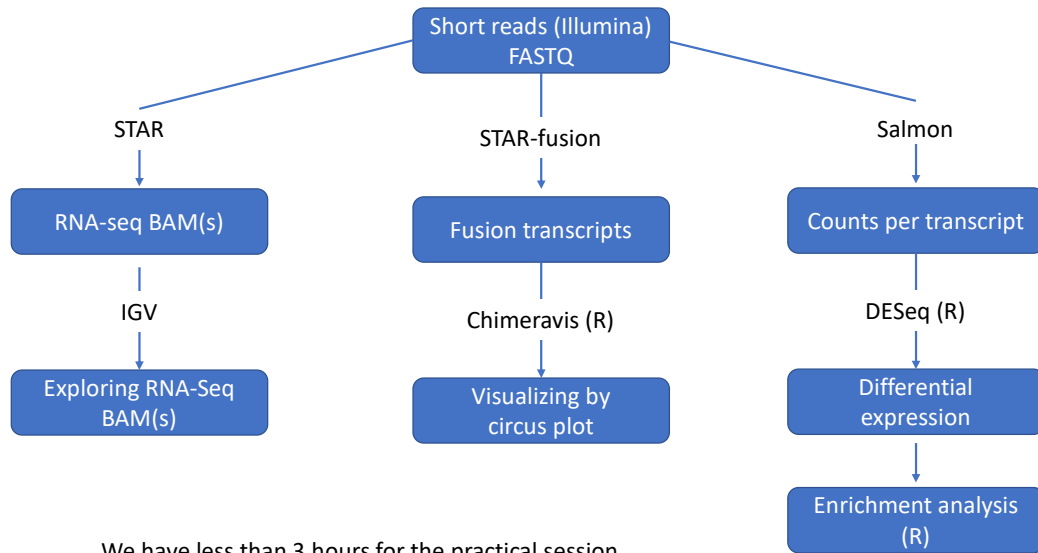 Short reads (Illumina)
FASTQ
STAR
STAR-fusion
Salmon
RNA-seq BAM(s)
Fusion transcripts
Counts per transcript
IGV
Chimeravis (R)
DESeq (R)
Exploring RNA-Seq
BAM(s)
Visualizing by
circus plot
Differential
expression
Enrichment analysis
(R)
We have less than 3 hours for the practical session